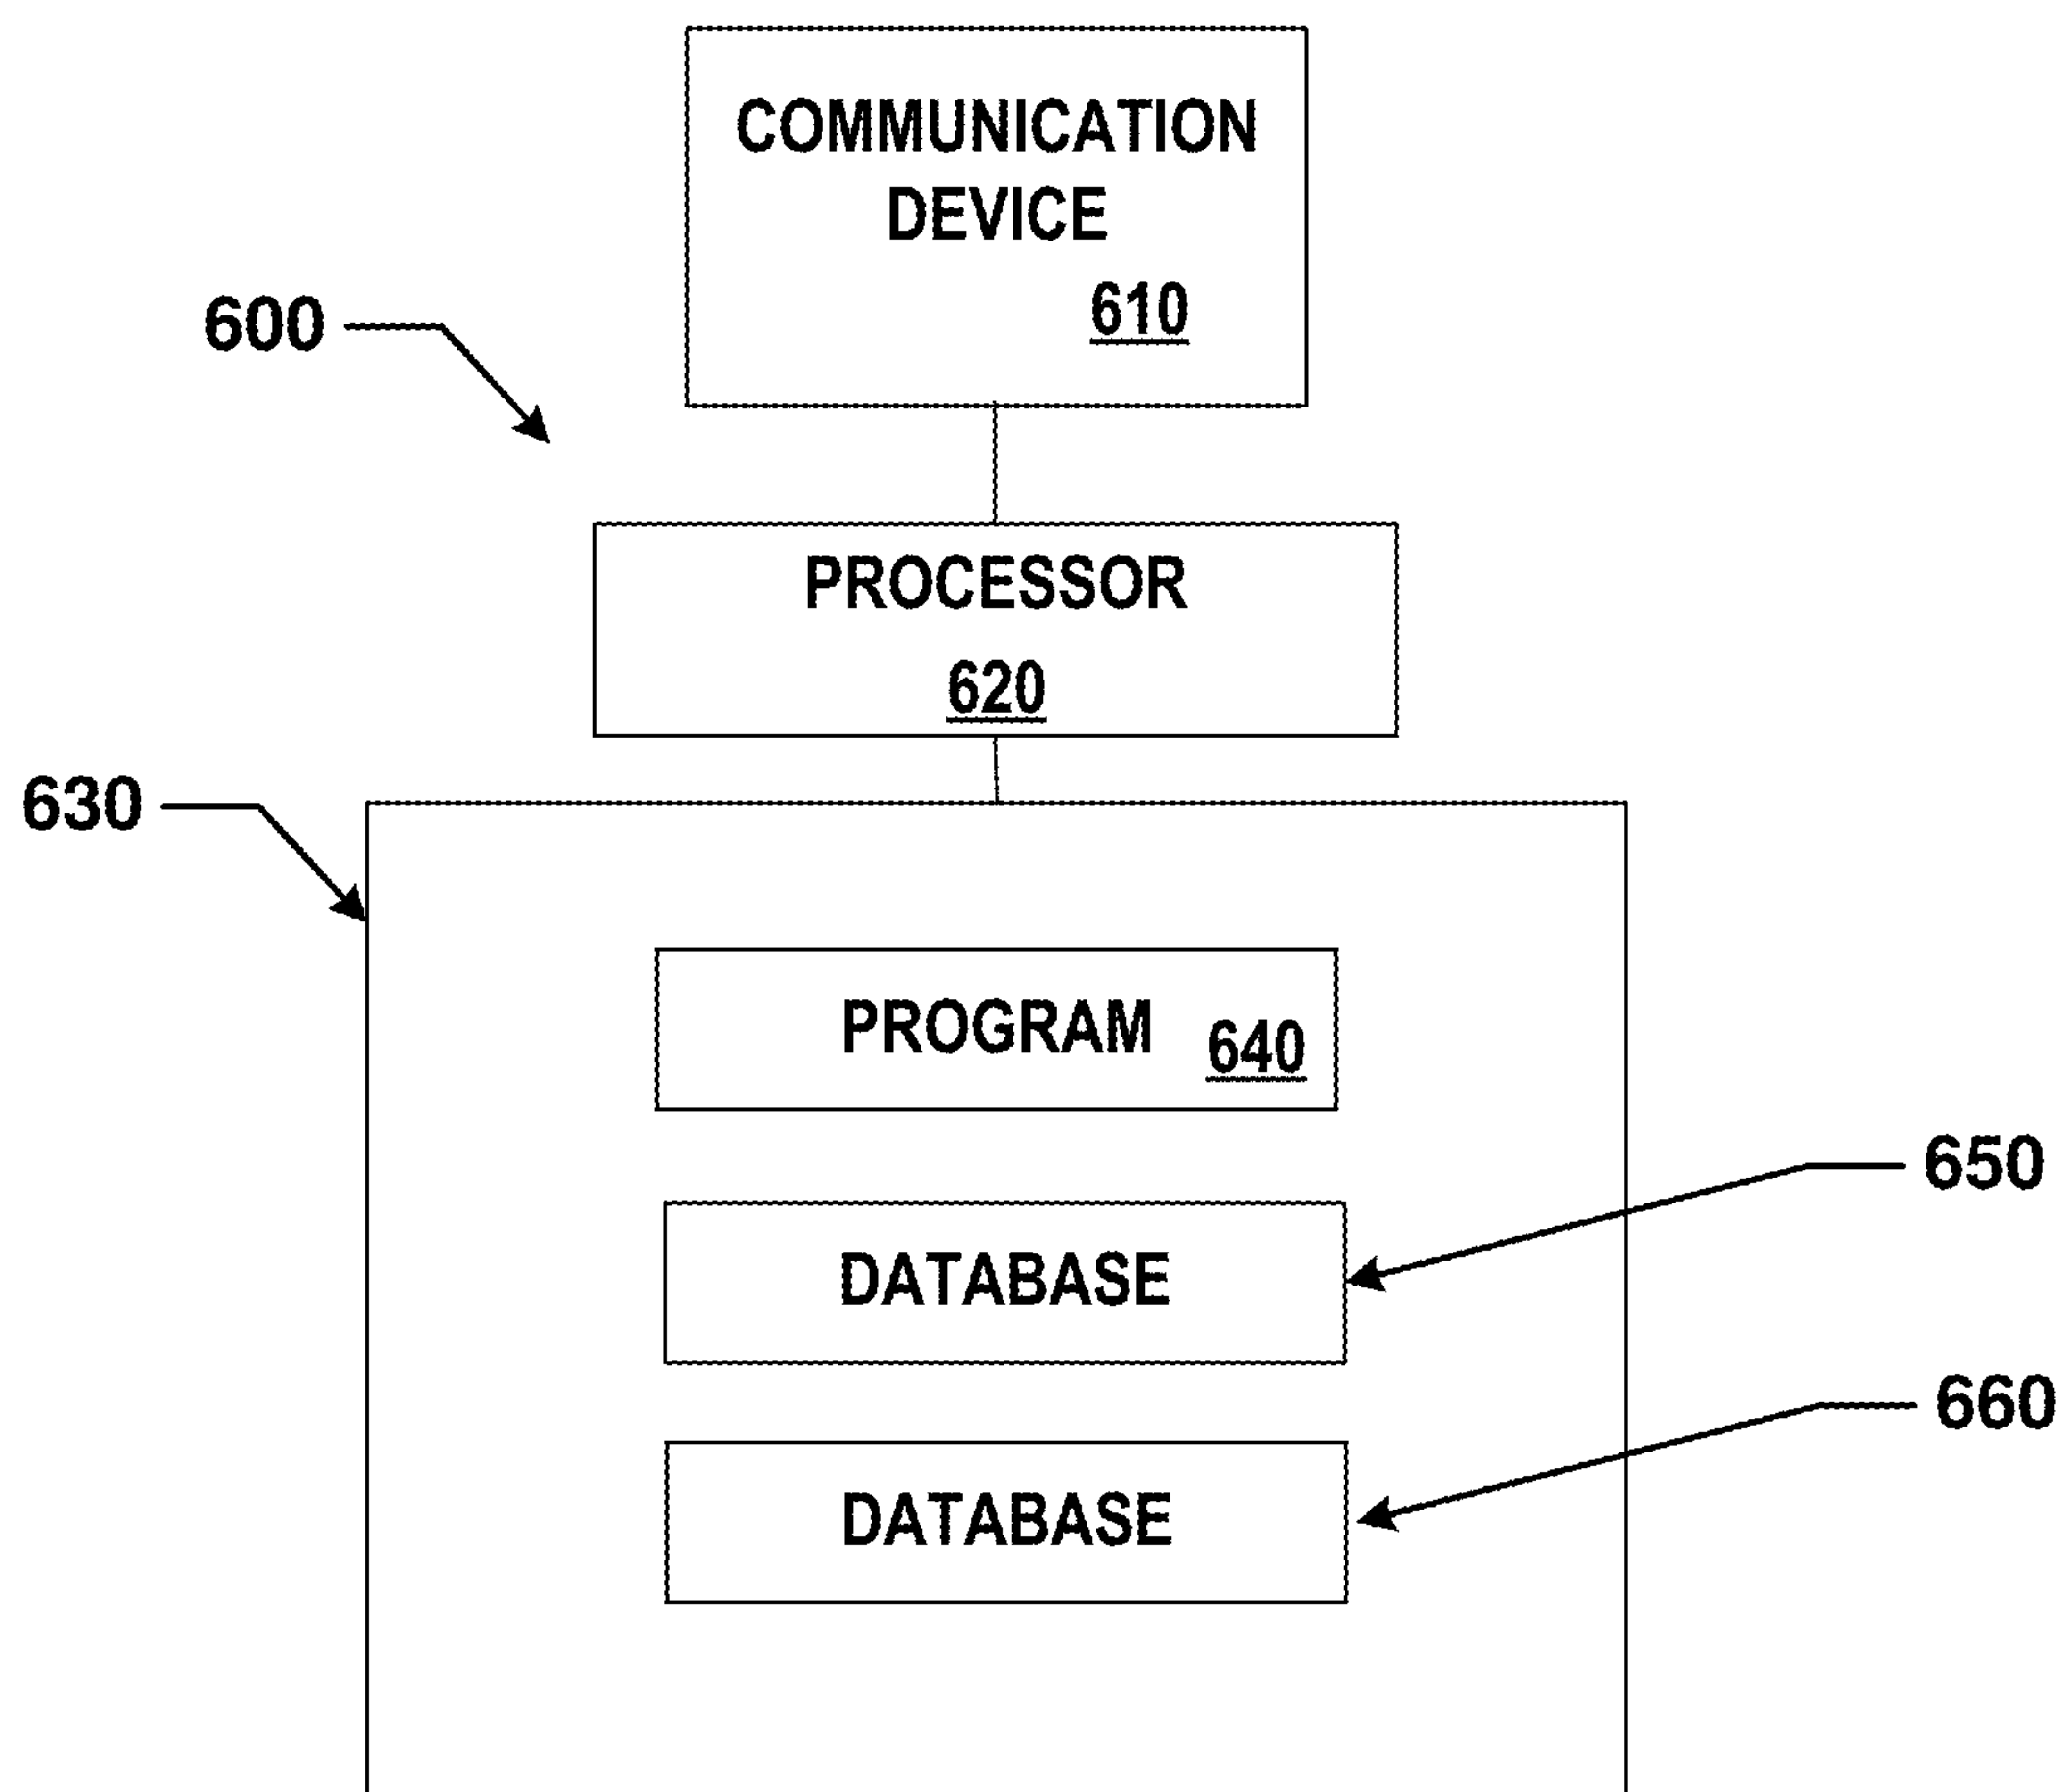 COMMUNICATION
DEVICE
610
600
PROCESSOR
620
630
PROGRAM 640
650
DATABASE
660
DATABASE